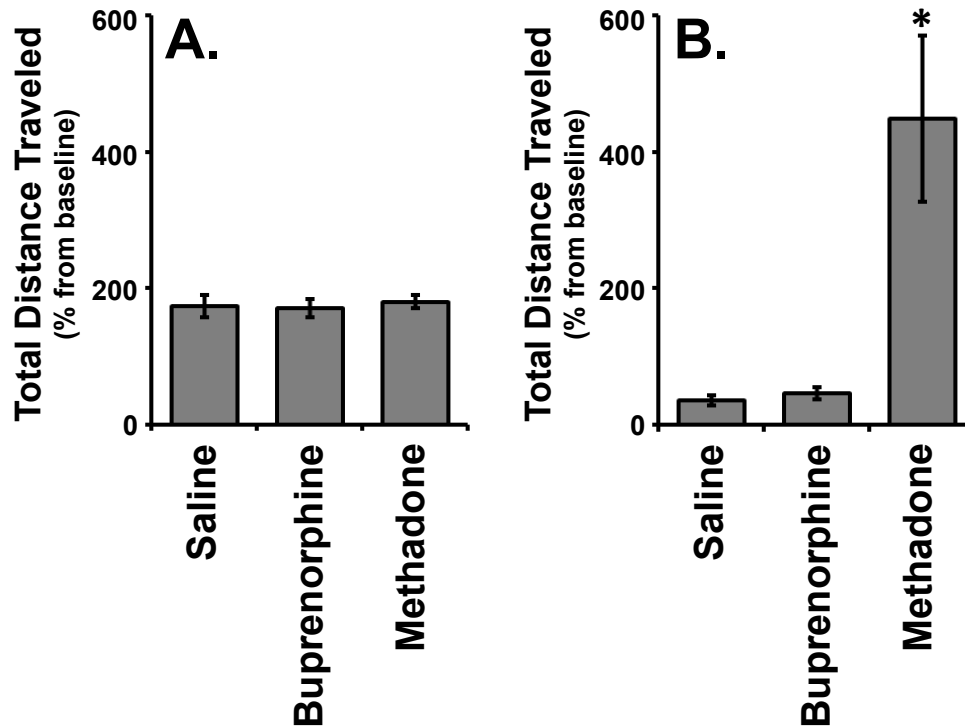 A.
Total Distance Traveled
(% from baseline)
600
400
200
0
Saline
Buprenorphine
Methadone
B.
Total Distance Traveled
(% from baseline)
600
400
200
0
*
Saline
Buprenorphine
Methadone